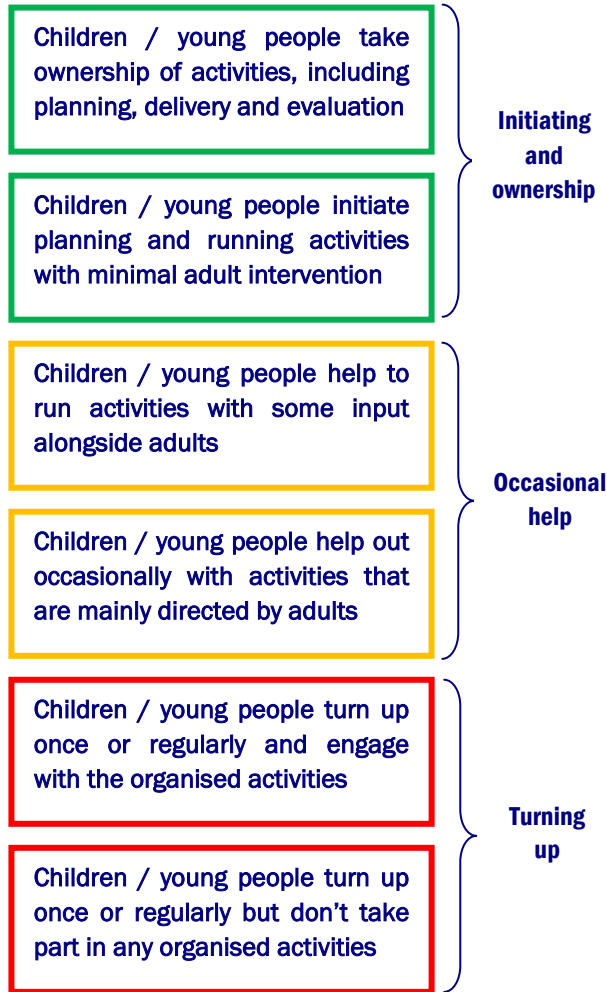 Children / young people take
ownership of activities, including
planning, delivery and evaluation
Children / young people initiate
planning and running activities
with minimal adult intervention
Initiating
and
ownership
Children / young people help to
run activities with some input
alongside adults
Children / young people help out
occasionally with activities that
are mainly directed by adults
Occasional
help
Children / young people turn up
once or regularly and engage
with the organised activities
Children / young people turn up
once or regularly but don’t take
part in any organised activities
Turning
up